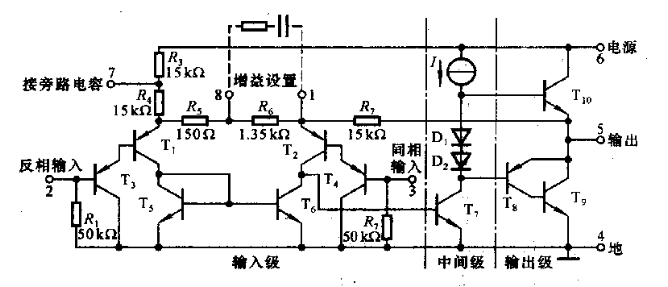 R3
15kΩ
7
接旁路电容
R4
15kΩ
8
增益设置
1
R5
150Ω
R6
1.35kΩ
R7
15kΩ
I
电源
6
T10
D1
D2
5
输出
反相输入
2
T1
T2
T3
T4
同相
输入
3
R1
50kΩ
T5
T6
R7
50kΩ
T7
T8
T9
4
地
输入级
中间级
输出级